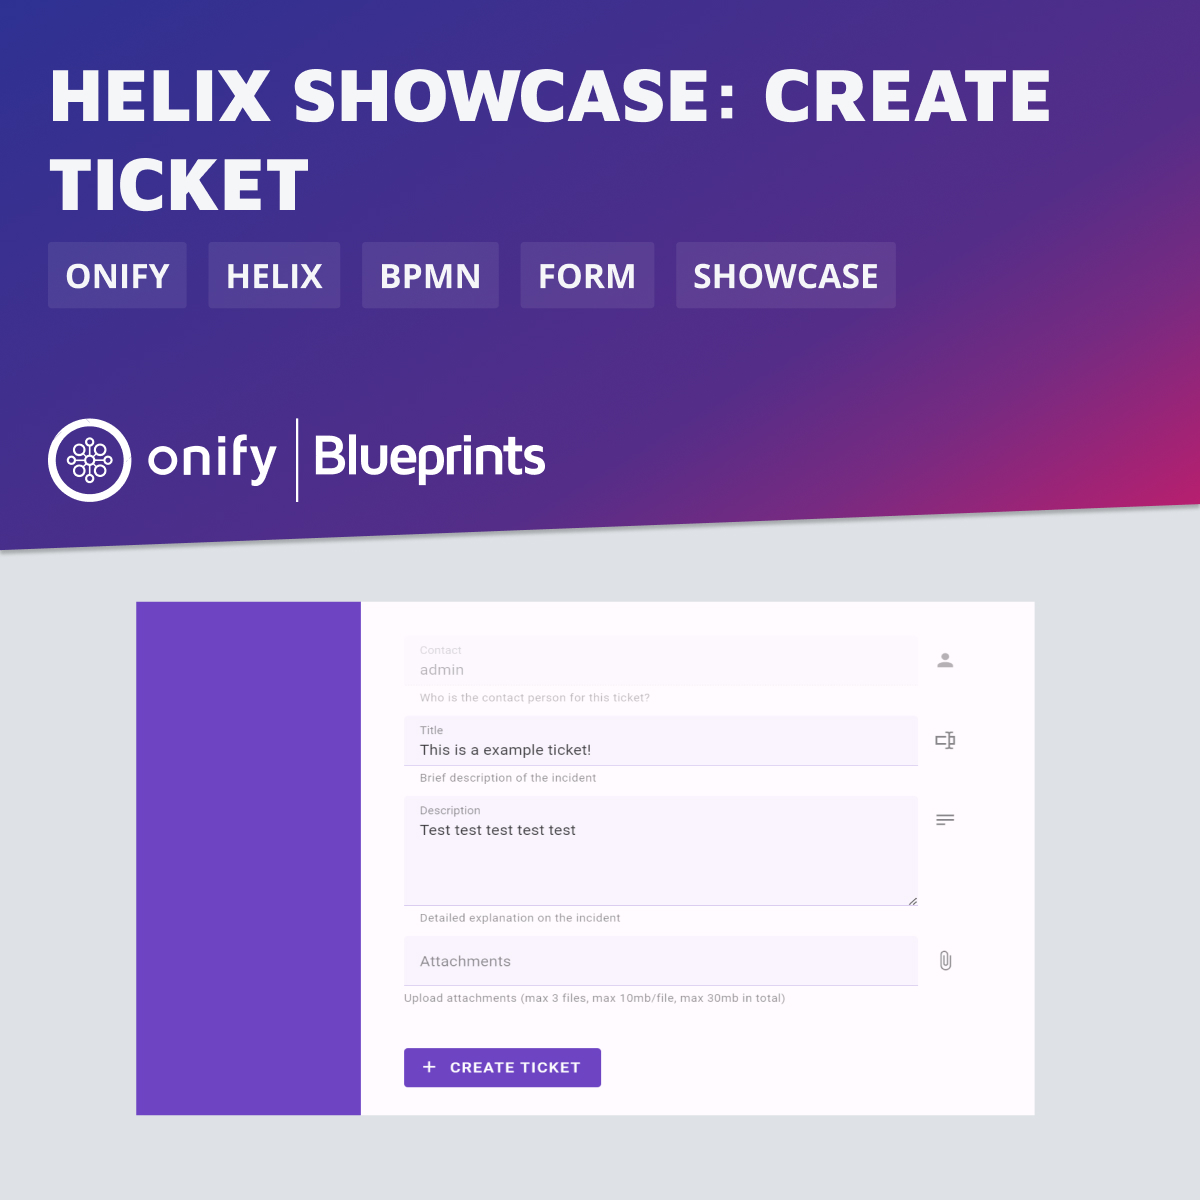 HELIX SHOWCASE: CREATE
TICKET
ONIFY HELIX BPMN FORM SHOWCASE
onify Blueprints
Contact
admin
Who is the contact person for this ticket?
Title
This is a example ticket!
Brief description of the incident
Description
Test test test test test
Detailed explanation on the incident
Attachments
Upload attachments (max 3 files, max 10mb/file, max 30mb in total)
+ CREATE TICKET